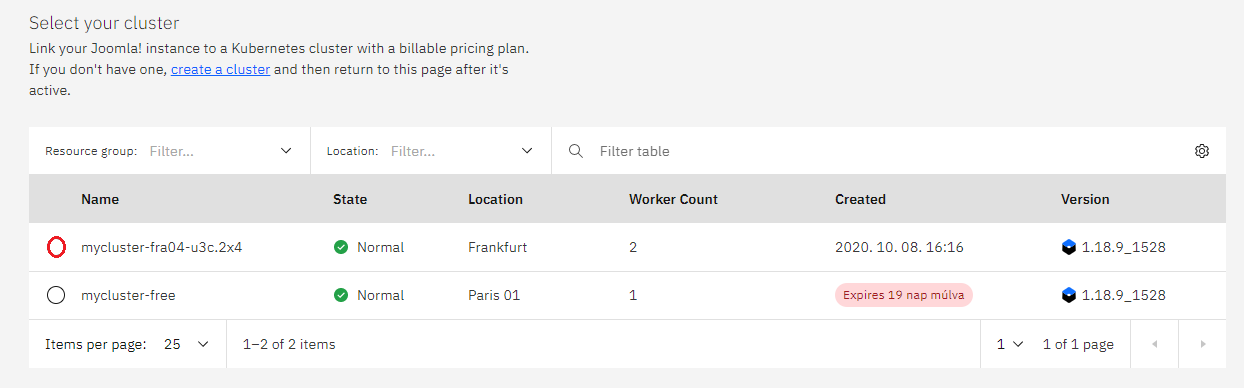 Select your cluster
Link your Joomla! instance to a Kubernetes cluster with a billable pricing plan.
If you don't have one, create a cluster and then return to this page after it's
active.
Resource group: Filter... Location: Filter... Filter table
Name State Location Worker Count Created Version
mycluster-fra04-u3c.2x4 Normal Frankfurt 2 2020. 10. 08. 16:16 1.18.9_1528
mycluster-free Normal Paris 01 1 Expires 19 nap múlva 1.18.9_1528
Items per page: 25 1–2 of 2 items 1 1 of 1 page